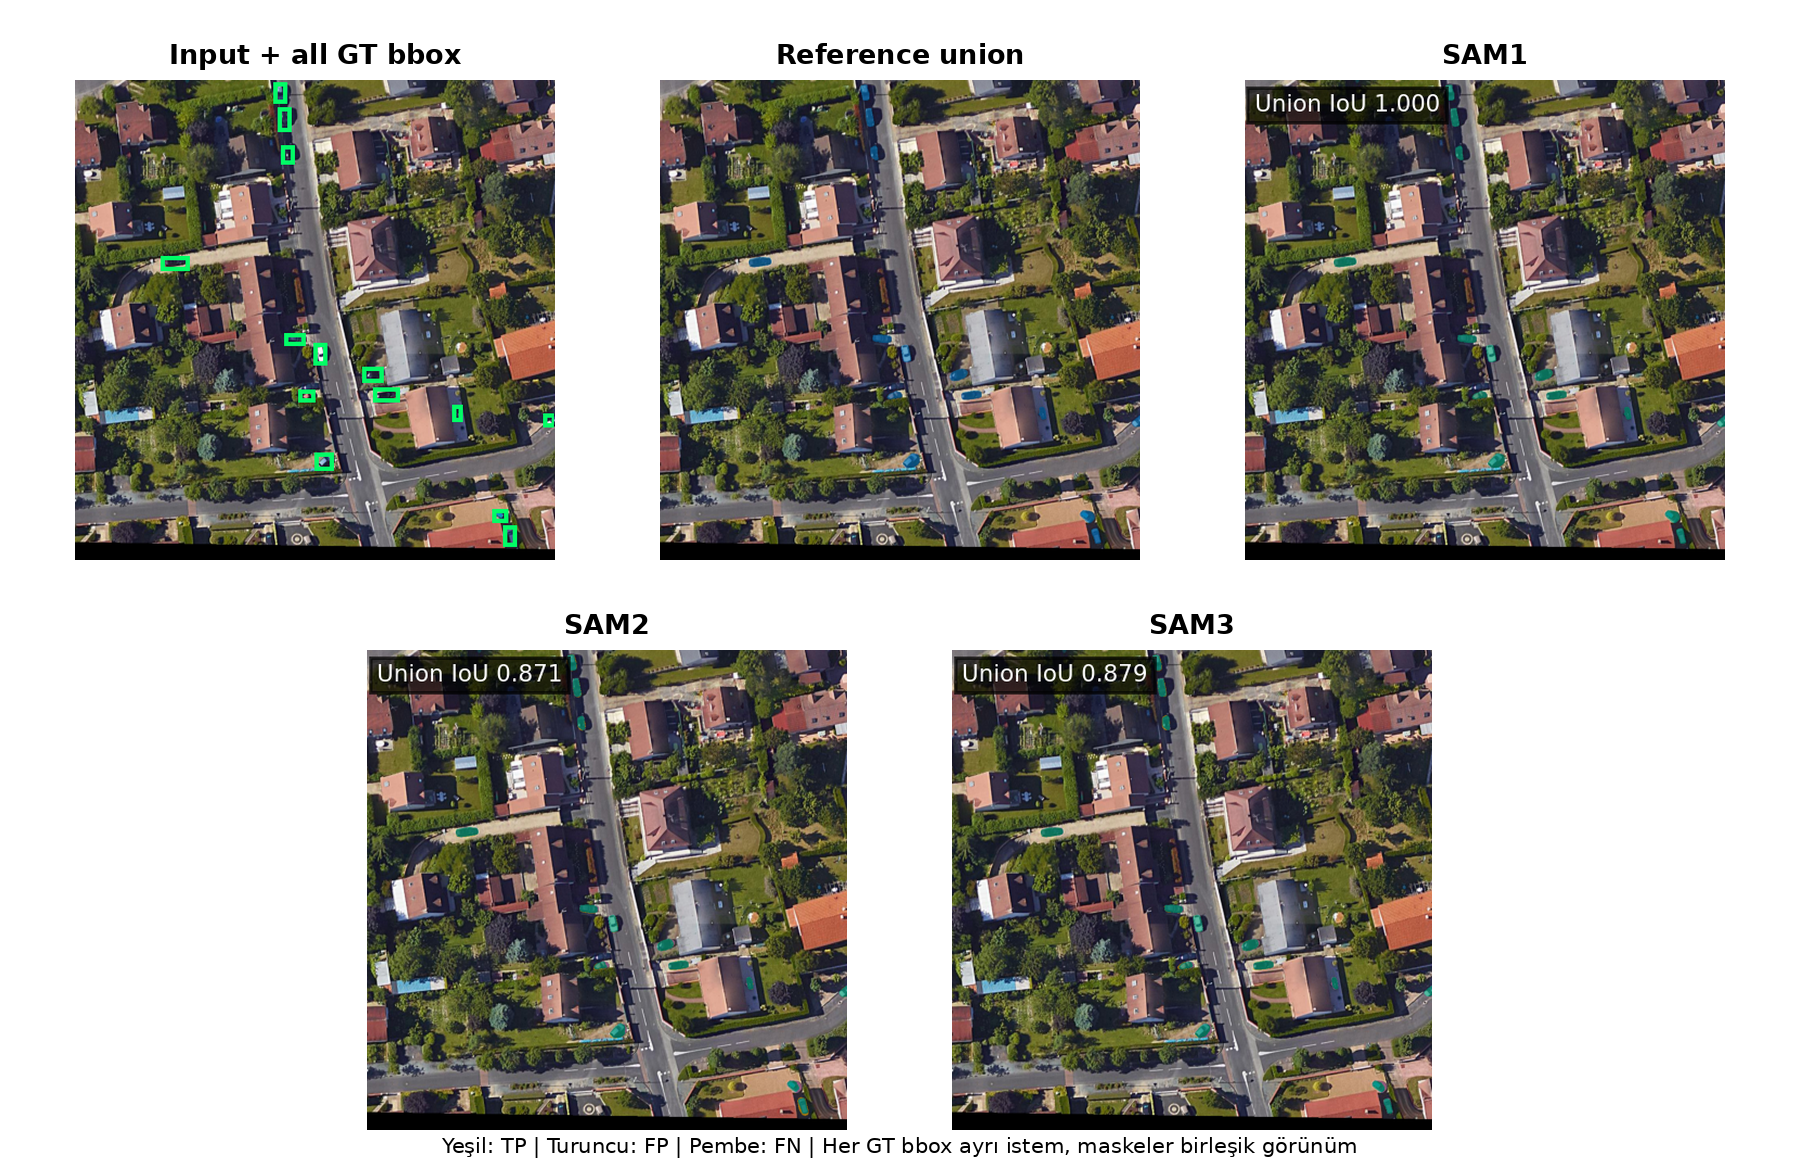 Input + all GT bbox
Reference union
SAM1
Union IoU 1.000
SAM2
SAM3
Union IoU 0.871
Union IoU 0.879
Yeşil: TP | Turuncu: FP | Pembe: FN | Her GT bbox ayrı istem, maskeler birleşik görünüm